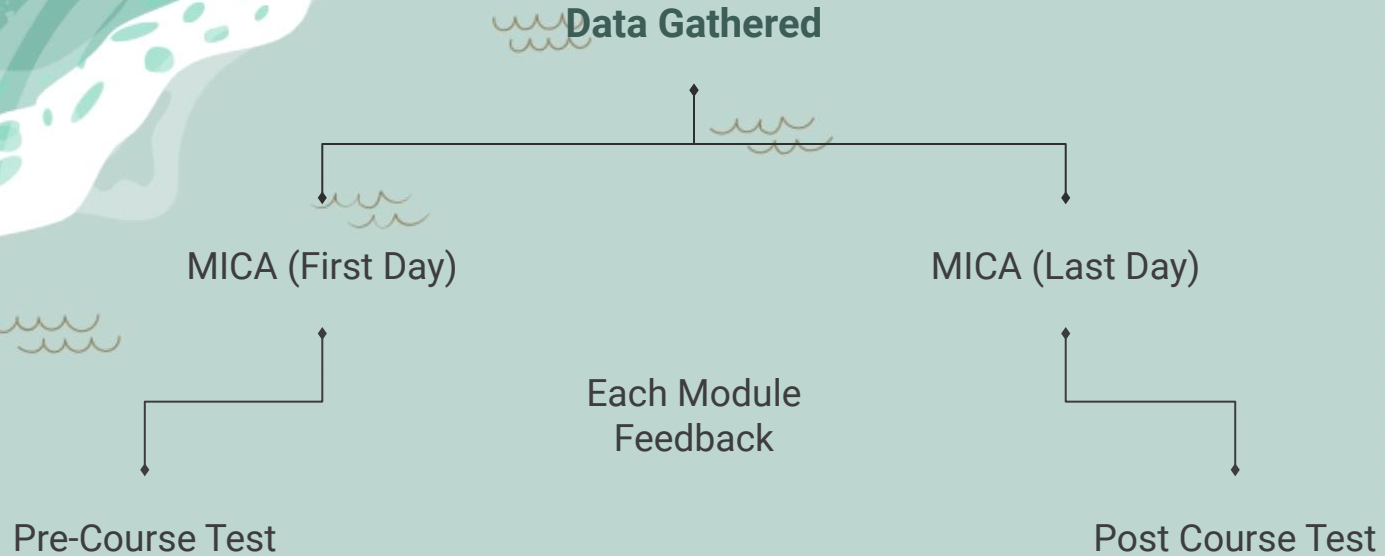 Data Gathered
MICA (First Day)
MICA (Last Day)
Each Module
Feedback
Pre-Course Test
Post Course Test